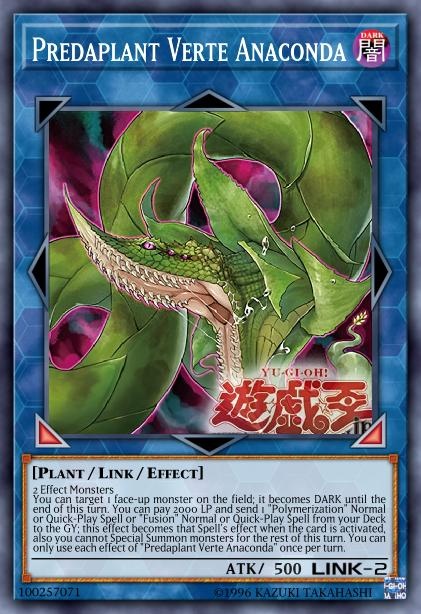 PREDAPLANT VERTE ANACONDA
DARK
闇
YU-GI-OH!
遊戯王
[PLANT / LINK / EFFECT]
2 Effect Monsters
You can target 1 face-up monster on the field; it becomes DARK until the
end of this turn. You can pay 2000 LP and send 1 "Polymerization" Normal
or Quick-Play Spell or "Fusion" Normal or Quick-Play Spell from your Deck
to the GY; this effect becomes that Spell's effect when the card is activated,
also you cannot Special Summon monsters for the rest of this turn. You can
only use each effect of "Predaplant Verte Anaconda" once per turn.
ATK/ 500 LINK-2
100257071 ©1996 KAZUKI TAKAHASHI